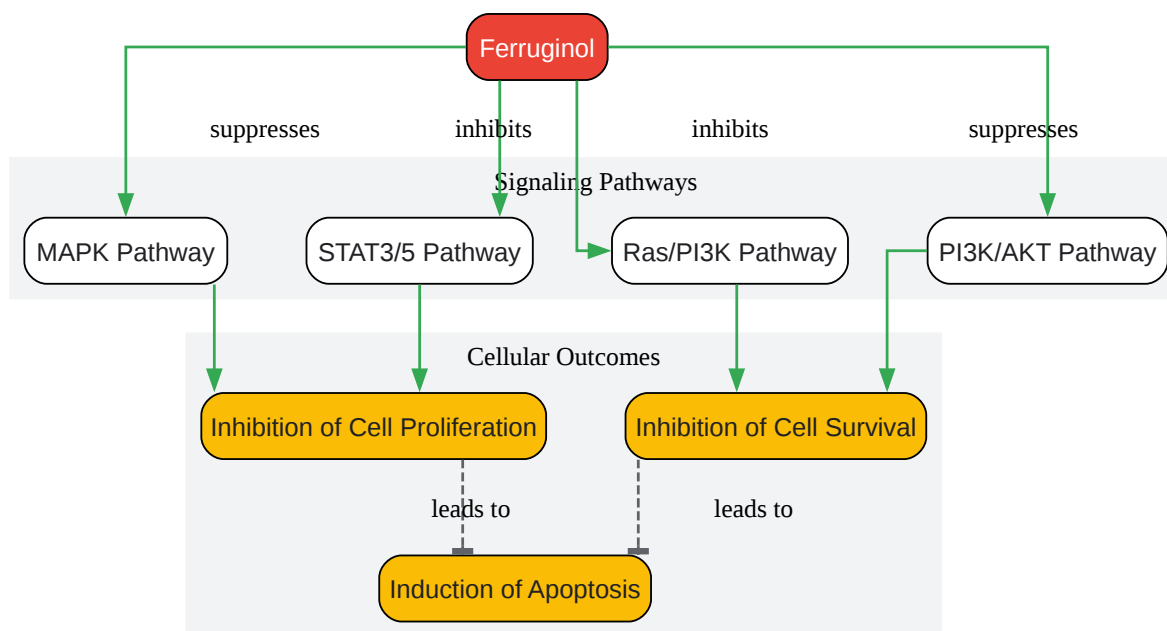 Ferruginol
suppresses
inhibits
inhibits
suppresses
Signaling Pathways
MAPK Pathway
STAT3/5 Pathway
Ras/PI3K Pathway
PI3K/AKT Pathway
Cellular Outcomes
Inhibition of Cell Proliferation
Inhibition of Cell Survival
leads to
leads to
Induction of Apoptosis